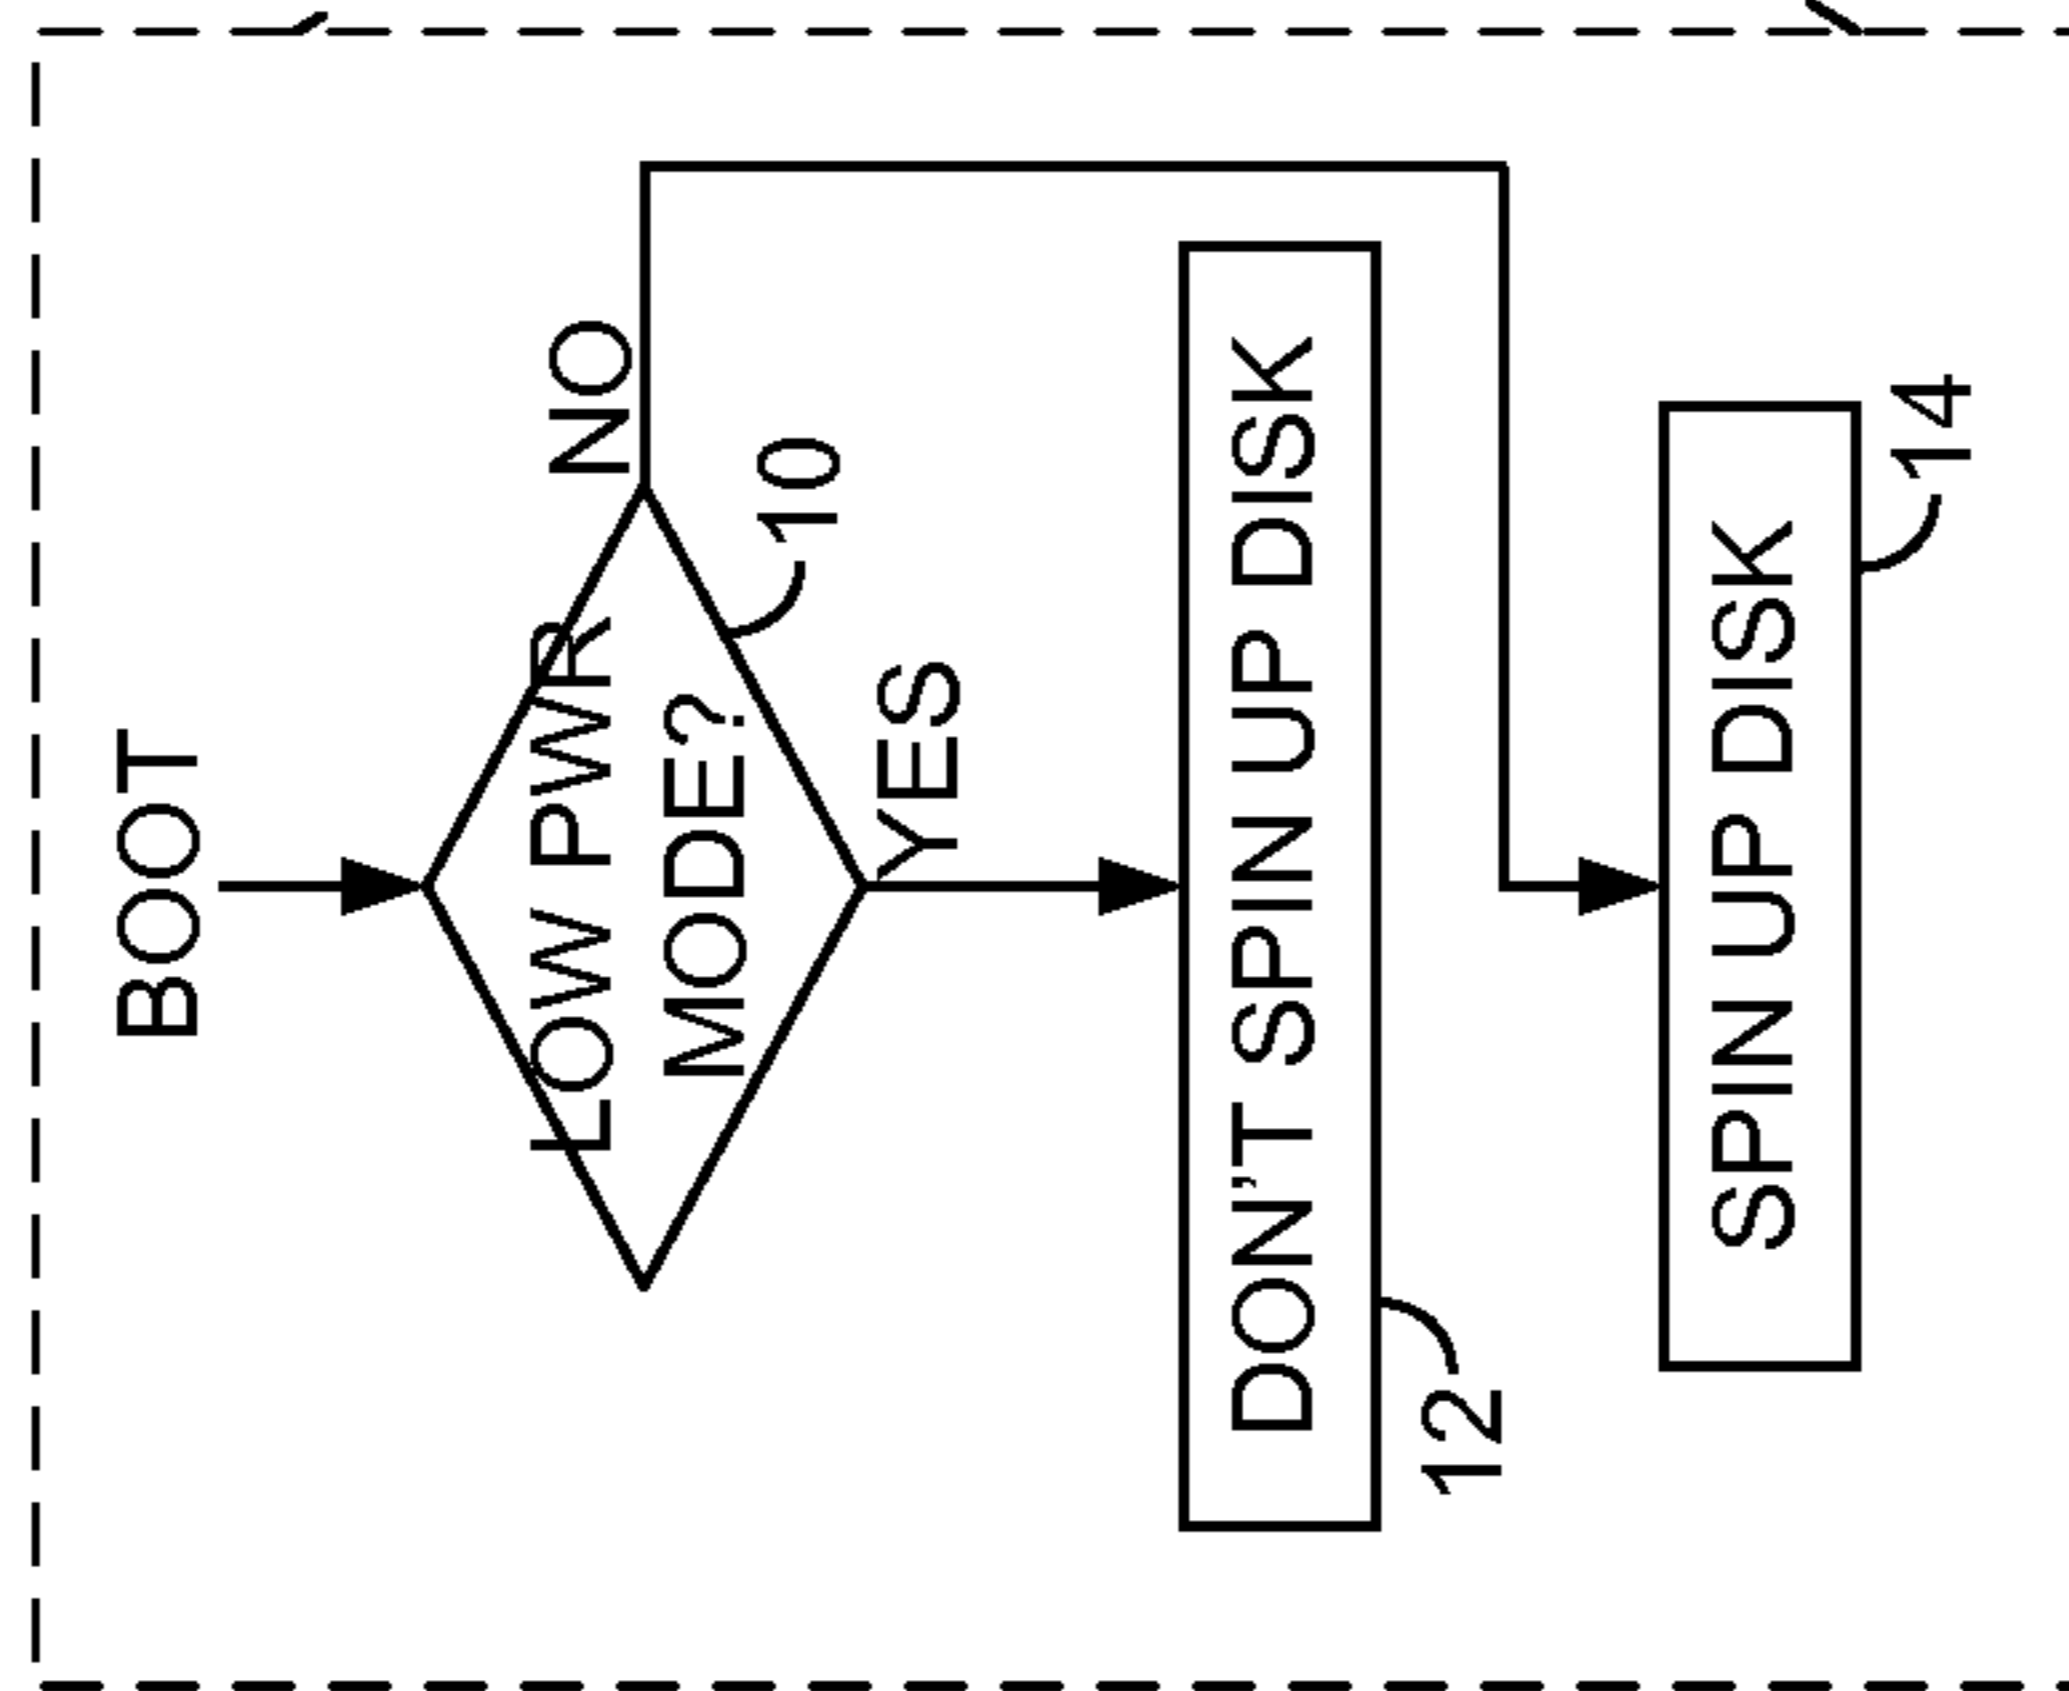 BOOT
LOW PWR
MODE?
NO
10
YES
DON'T SPIN UP DISK
12
SPIN UP DISK
14